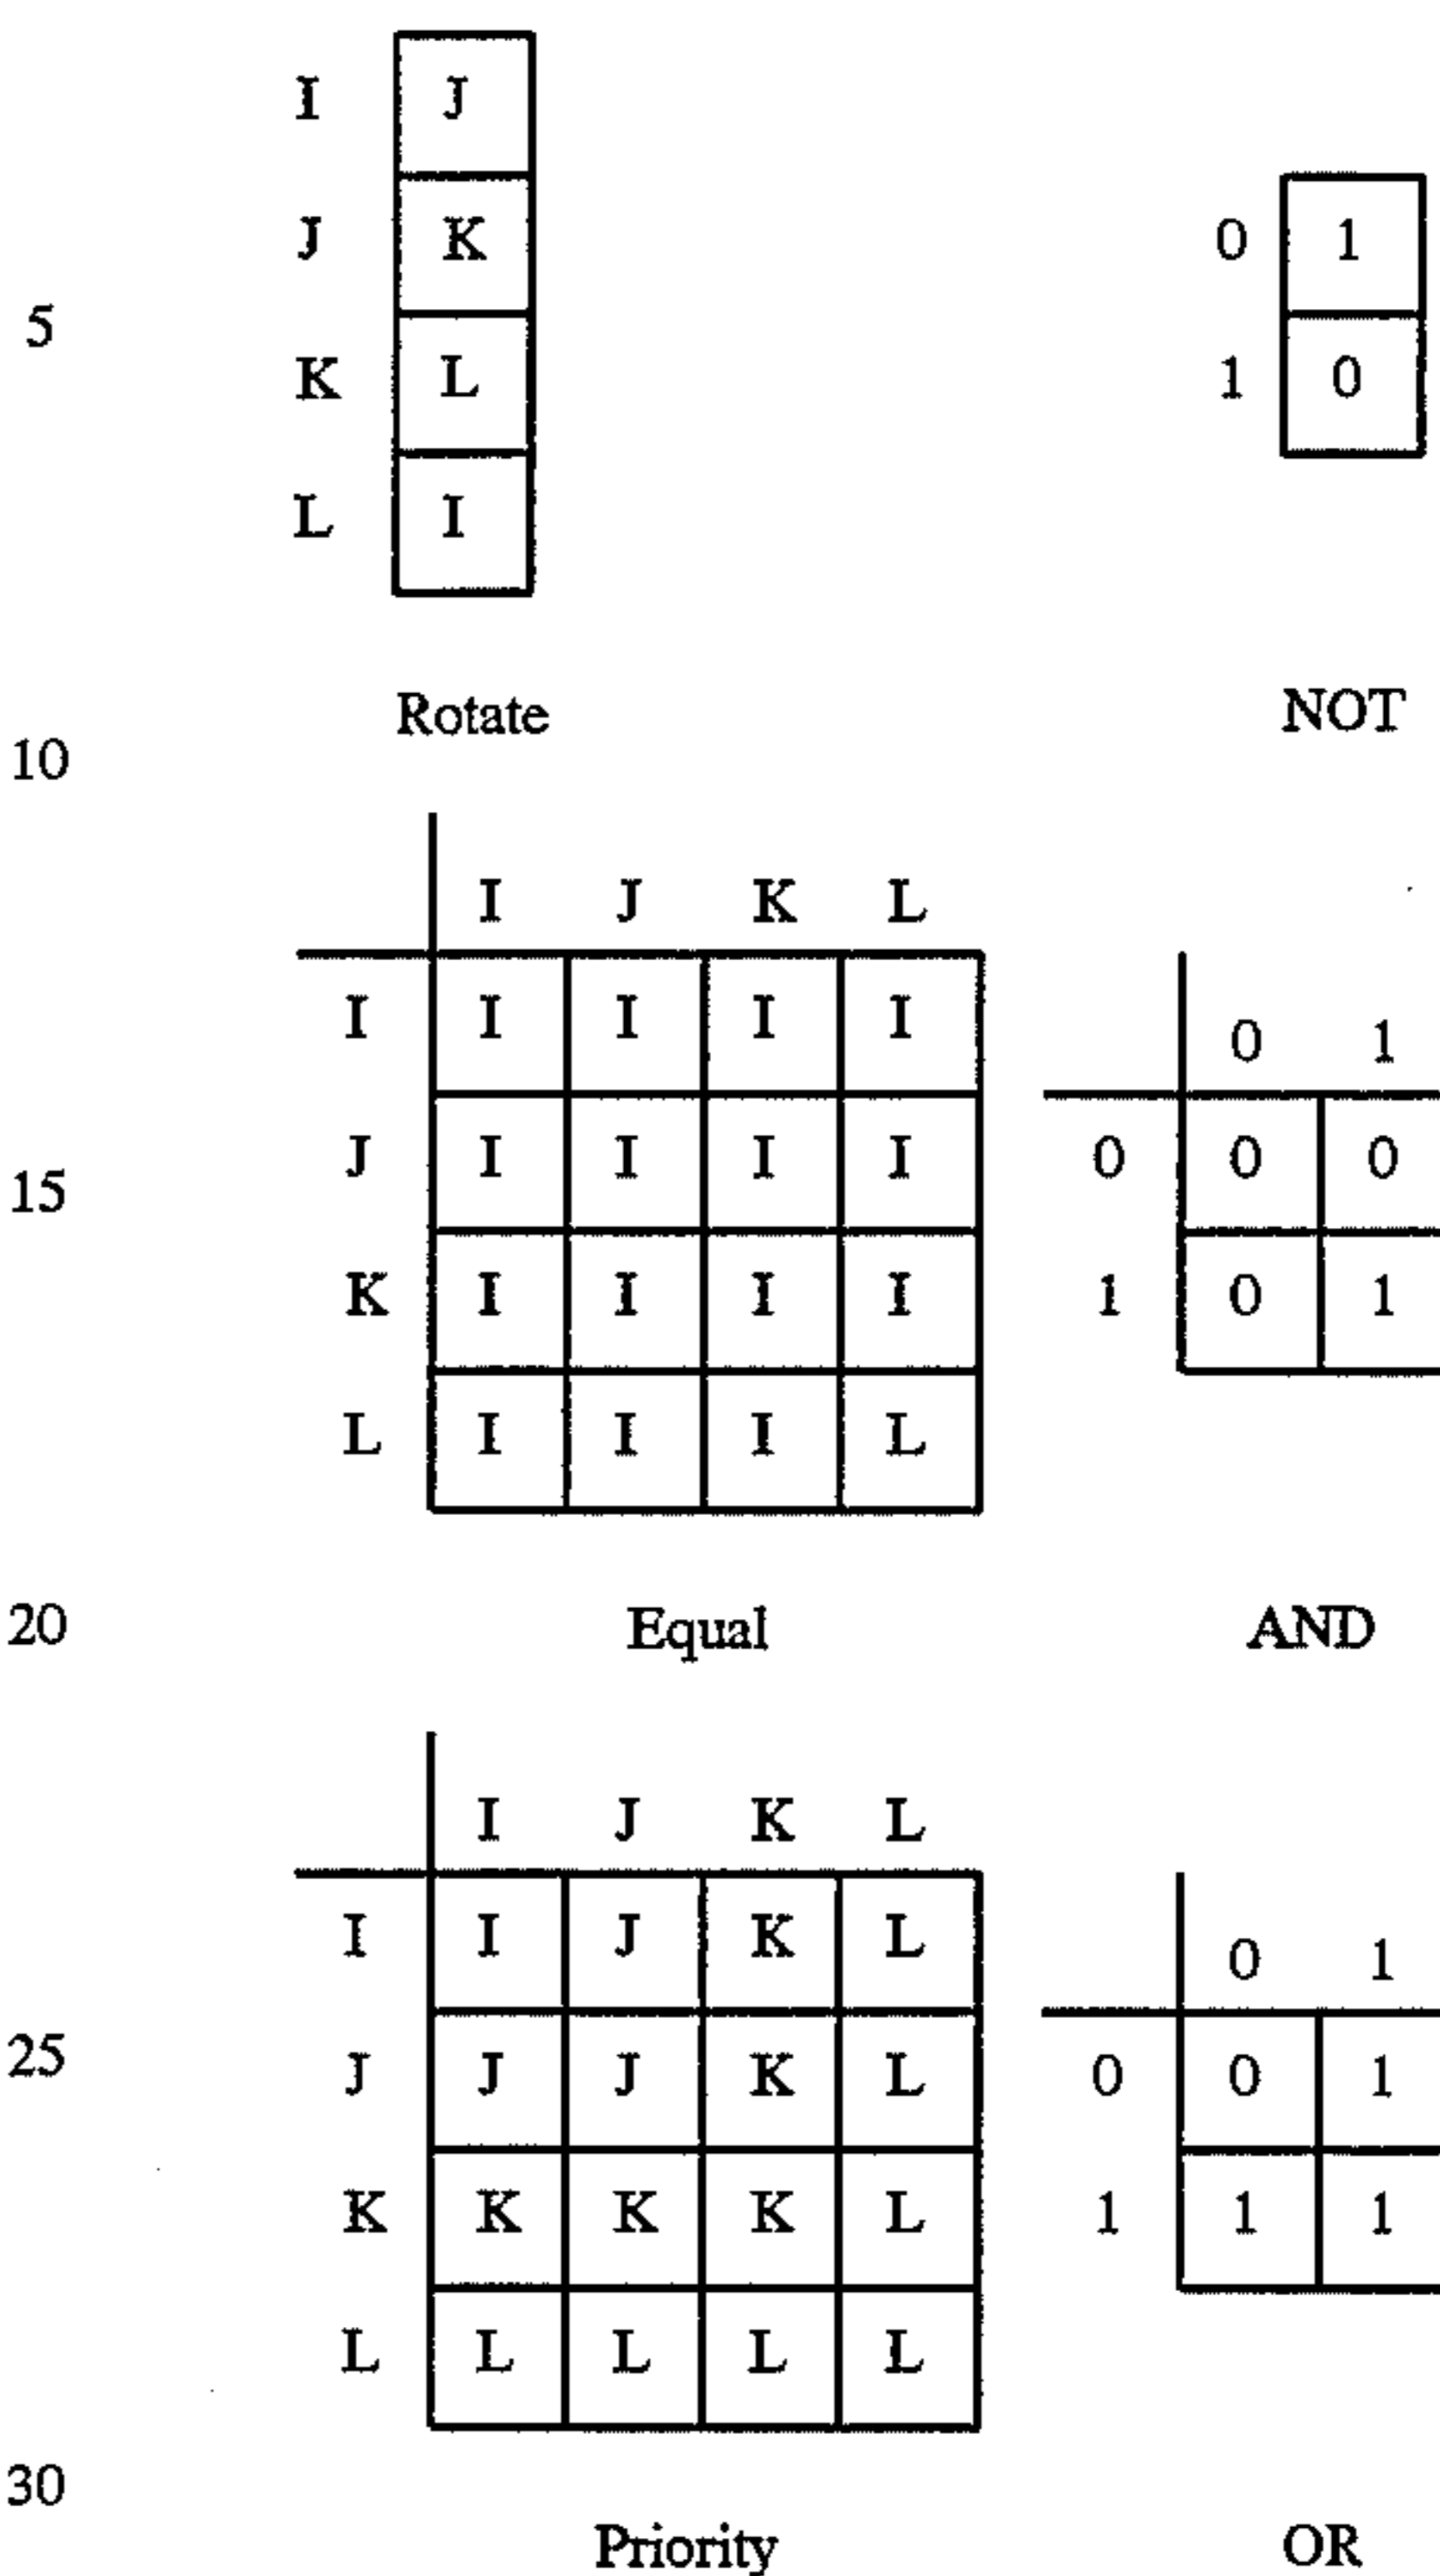 I J
J K 0 1
5
K L 1 0
L I
Rotate NOT
10
I J K L
I I I I I 0 1
J I I I I 0 0 0
15
K I I I I 1 0 1
L I I I L
20 Equal AND
I J K L
I I J K L 0 1
25 J J J K L 0 0 1
K K K K L 1 1 1
L L L L L
30
Priority OR